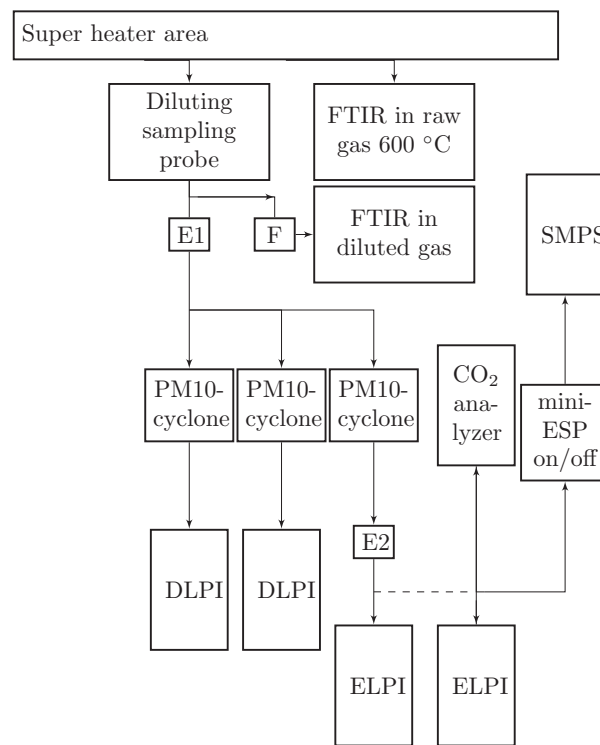 Super heater area
Diluting
sampling
probe
FTIR in raw
gas 600 °C
E1
F
FTIR in
diluted gas
SMPS
PM10-
cyclone
PM10-
cyclone
PM10-
cyclone
CO₂
ana-
lyzer
mini-
ESP
on/off
E2
DLPI
DLPI
ELPI
ELPI